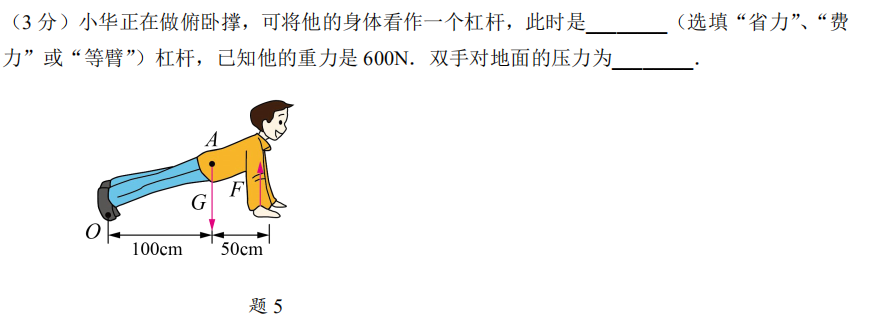 （3 分）小华正在做俯卧撑，可将他的身体看作一个杠杆，此时是________（选填“省力”、“费
力”或“等臂”）杠杆，已知他的重力是 600N．双手对地面的压力为________．
A
F
G
O
100cm
50cm
题 5